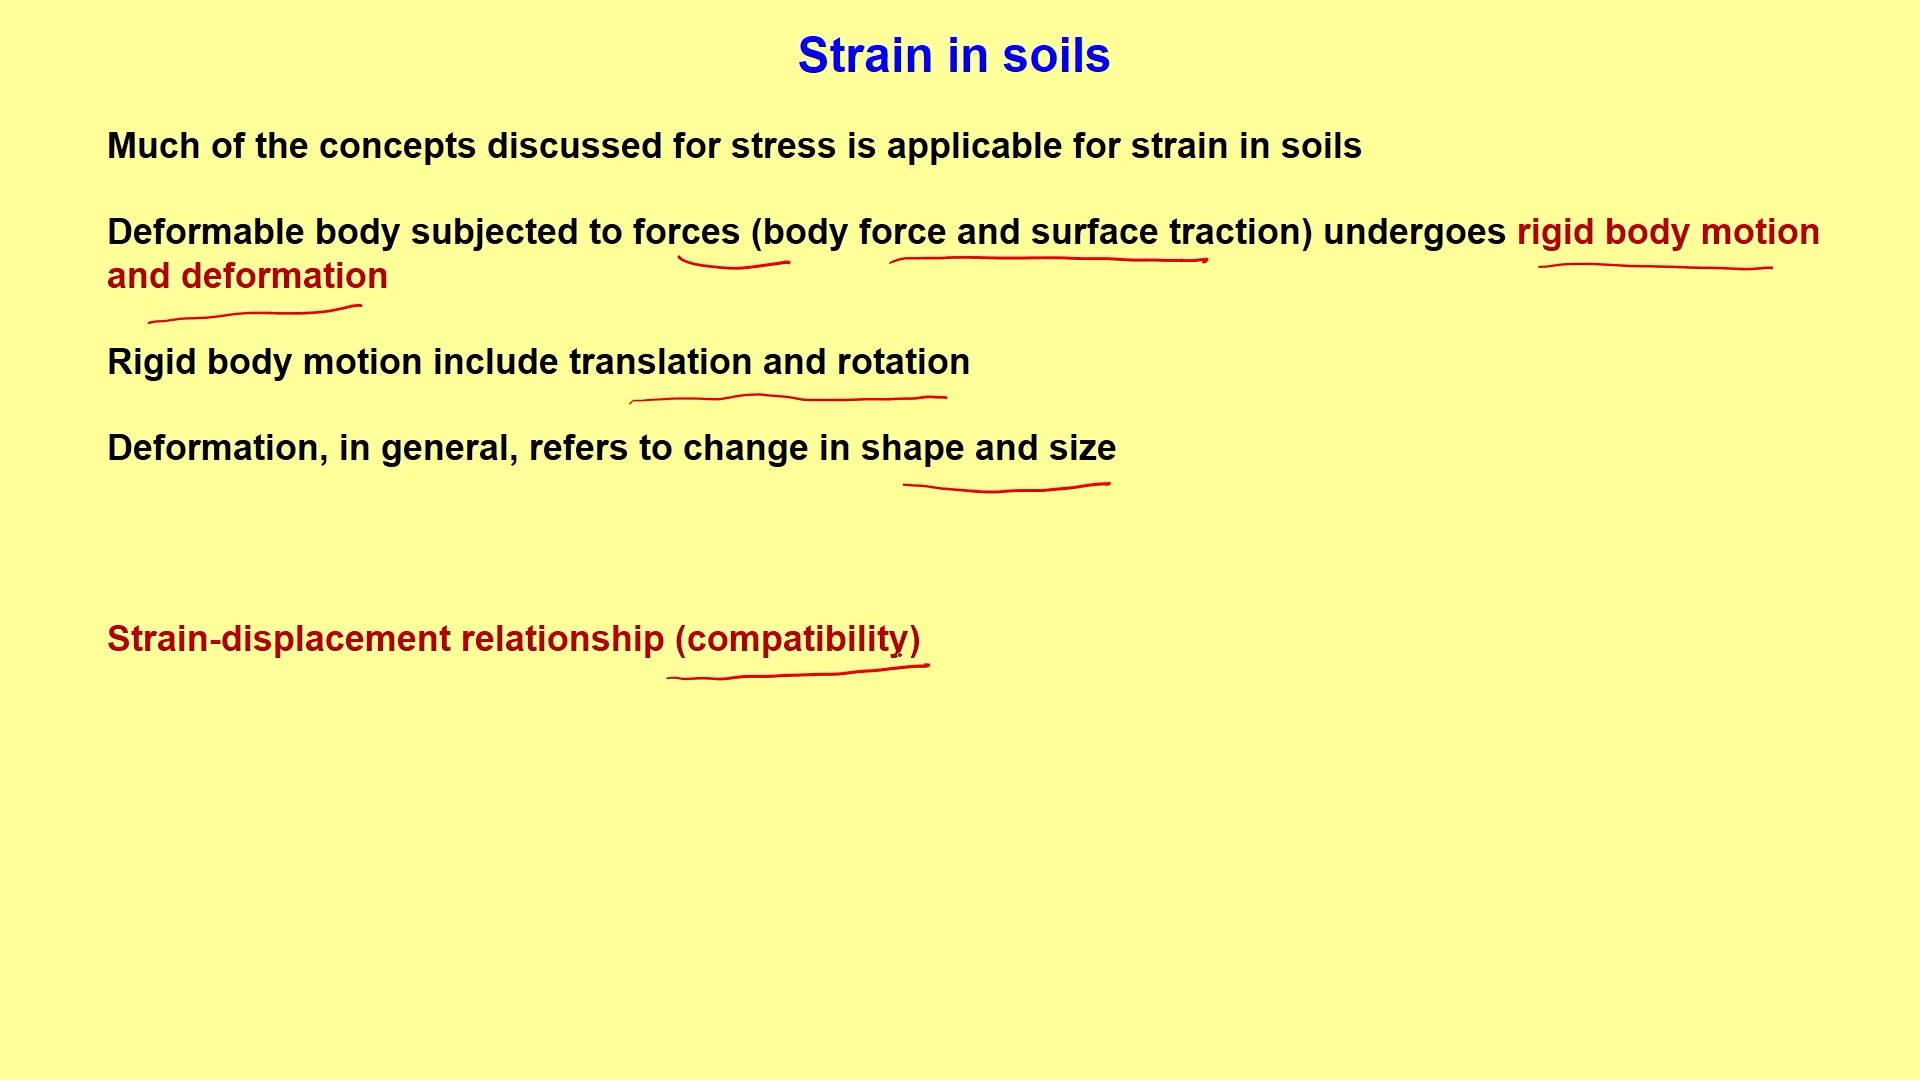 Strain in soils
Much of the concepts discussed for stress is applicable for strain in soils
Deformable body subjected to forces (body force and surface traction) undergoes rigid body motion
and deformation
Rigid body motion include translation and rotation
Deformation, in general, refers to change in shape and size
Strain-displacement relationship (compatibility)